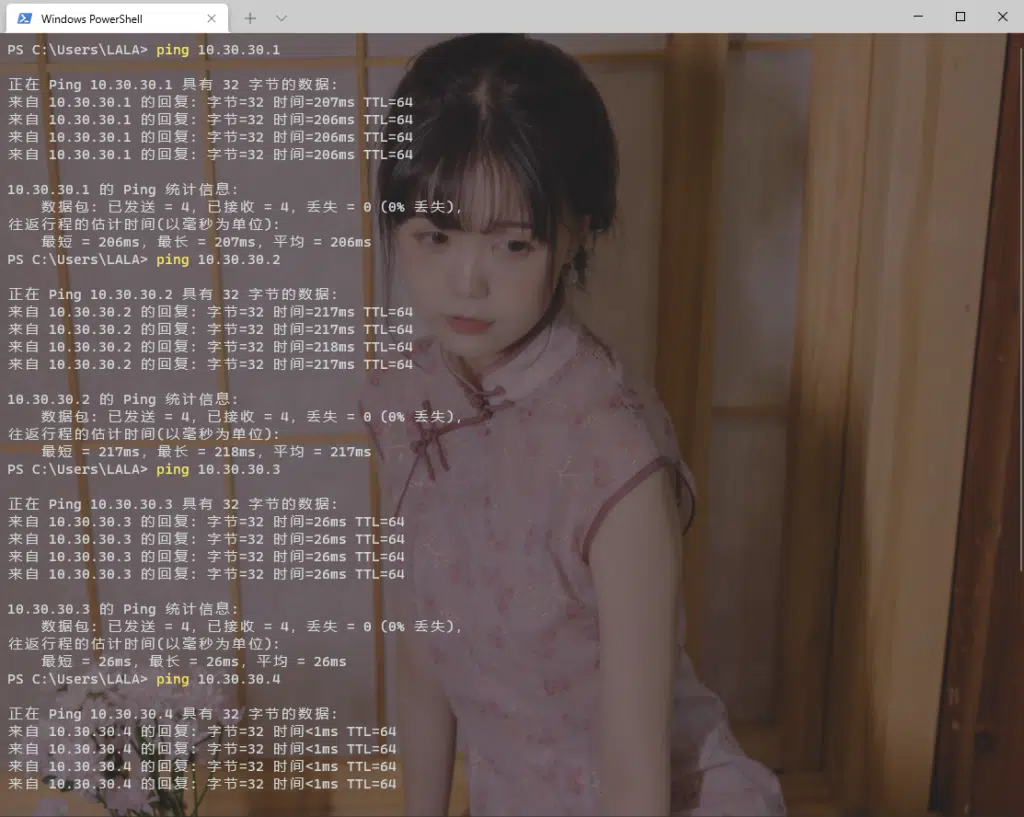 Windows PowerShell
PS C:\Users\LALA> ping 10.30.30.1
正在 Ping 10.30.30.1 具有 32 字节的数据:
来自 10.30.30.1 的回复: 字节=32 时间=207ms TTL=64
来自 10.30.30.1 的回复: 字节=32 时间=206ms TTL=64
来自 10.30.30.1 的回复: 字节=32 时间=206ms TTL=64
来自 10.30.30.1 的回复: 字节=32 时间=206ms TTL=64
10.30.30.1 的 Ping 统计信息:
数据包: 已发送 = 4, 已接收 = 4, 丢失 = 0 (0% 丢失),
往返行程的估计时间(以毫秒为单位):
最短 = 206ms, 最长 = 207ms, 平均 = 206ms
PS C:\Users\LALA> ping 10.30.30.2
正在 Ping 10.30.30.2 具有 32 字节的数据:
来自 10.30.30.2 的回复: 字节=32 时间=217ms TTL=64
来自 10.30.30.2 的回复: 字节=32 时间=217ms TTL=64
来自 10.30.30.2 的回复: 字节=32 时间=218ms TTL=64
来自 10.30.30.2 的回复: 字节=32 时间=217ms TTL=64
10.30.30.2 的 Ping 统计信息:
数据包: 已发送 = 4, 已接收 = 4, 丢失 = 0 (0% 丢失),
往返行程的估计时间(以毫秒为单位):
最短 = 217ms, 最长 = 218ms, 平均 = 217ms
PS C:\Users\LALA> ping 10.30.30.3
正在 Ping 10.30.30.3 具有 32 字节的数据:
来自 10.30.30.3 的回复: 字节=32 时间=26ms TTL=64
来自 10.30.30.3 的回复: 字节=32 时间=26ms TTL=64
来自 10.30.30.3 的回复: 字节=32 时间=26ms TTL=64
来自 10.30.30.3 的回复: 字节=32 时间=26ms TTL=64
10.30.30.3 的 Ping 统计信息:
数据包: 已发送 = 4, 已接收 = 4, 丢失 = 0 (0% 丢失),
往返行程的估计时间(以毫秒为单位):
最短 = 26ms, 最长 = 26ms, 平均 = 26ms
PS C:\Users\LALA> ping 10.30.30.4
正在 Ping 10.30.30.4 具有 32 字节的数据:
来自 10.30.30.4 的回复: 字节=32 时间<1ms TTL=64
来自 10.30.30.4 的回复: 字节=32 时间<1ms TTL=64
来自 10.30.30.4 的回复: 字节=32 时间<1ms TTL=64
来自 10.30.30.4 的回复: 字节=32 时间<1ms TTL=64